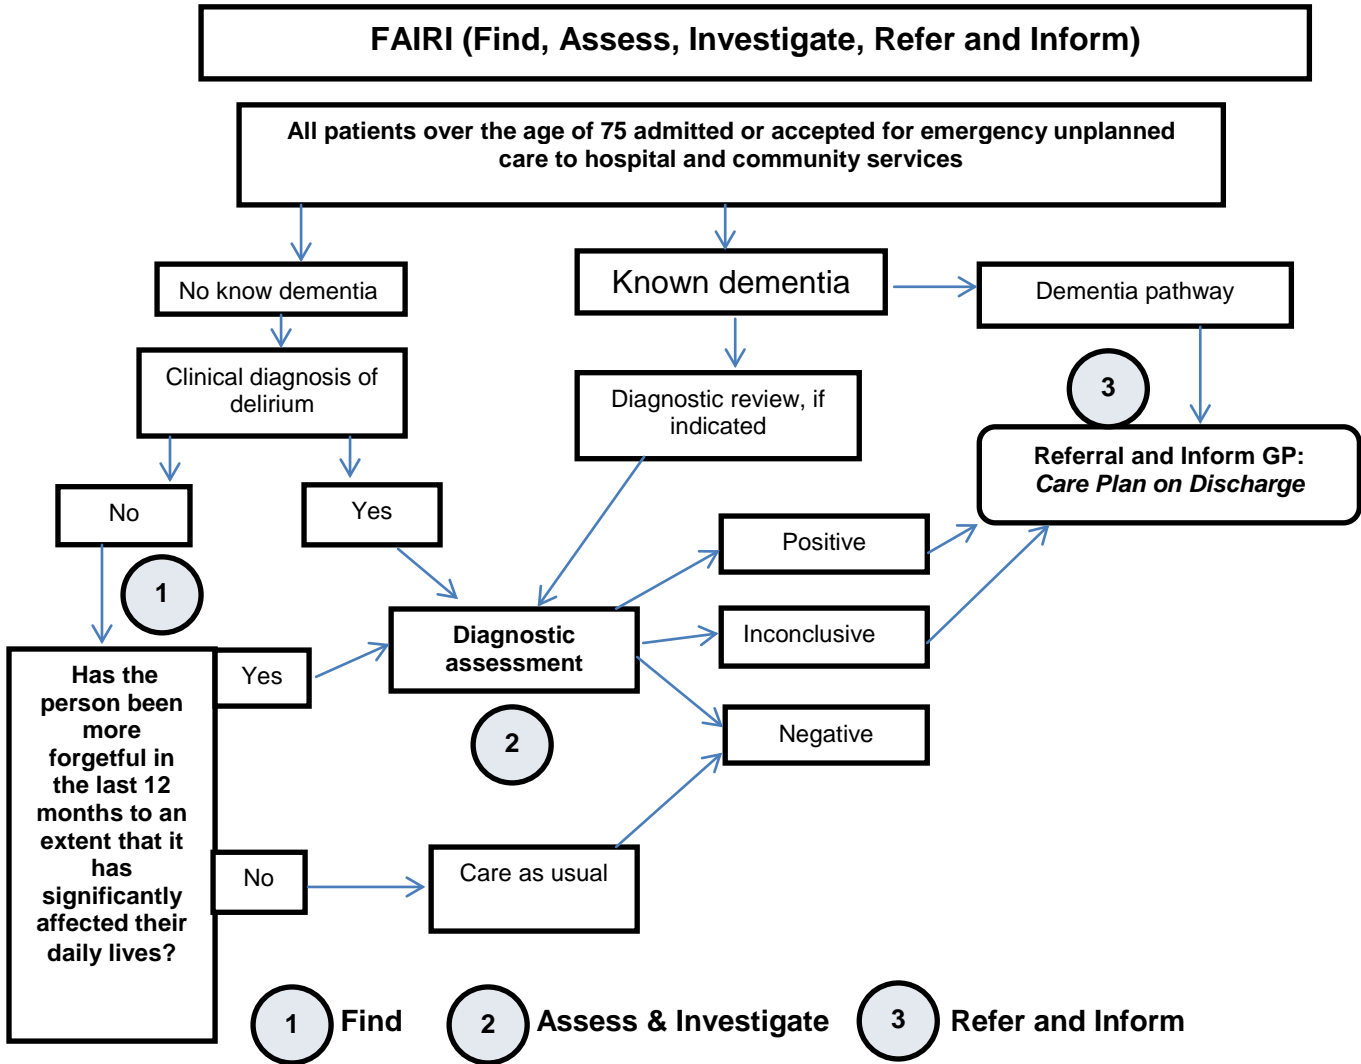 FAIRI (Find, Assess, Investigate, Refer and Inform)
All patients over the age of 75 admitted or accepted for emergency unplanned
care to hospital and community services
No know dementia
Known dementia
Dementia pathway
Clinical diagnosis of
delirium
Diagnostic review, if
indicated
3
Referral and Inform GP:
Care Plan on Discharge
No
Yes
Positive
1
Inconclusive
Diagnostic
assessment
Has the
person been
more
forgetful in
the last 12
months to an
extent that it
has
significantly
affected their
daily lives?
Yes
2
Negative
No
Care as usual
1 Find
2 Assess & Investigate
3 Refer and Inform